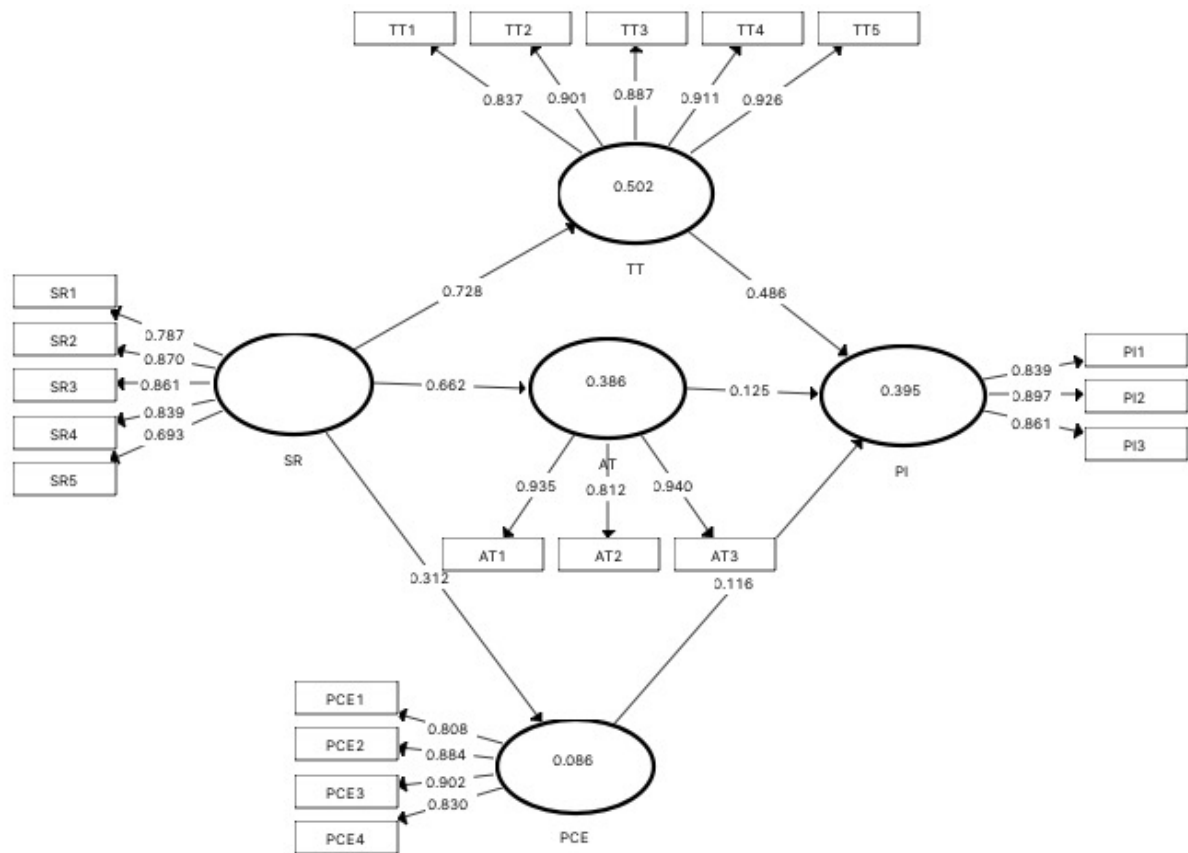 TT1 TT2 TT3 TT4 TT5
0.837 0.901 0.887 0.911 0.926
0.502
TT
0.728
0.486
SR1
SR2
SR3
SR4
SR5
0.787
0.870
0.861
0.839
0.693
SR
0.662
0.386
AT
0.125
0.395
PI
0.839
0.897
0.861
PI1
PI2
PI3
0.935 0.812 0.940
AT1 AT2 AT3
0.312
0.116
PCE1
PCE2
PCE3
PCE4
0.808
0.884
0.902
0.830
0.086
PCE